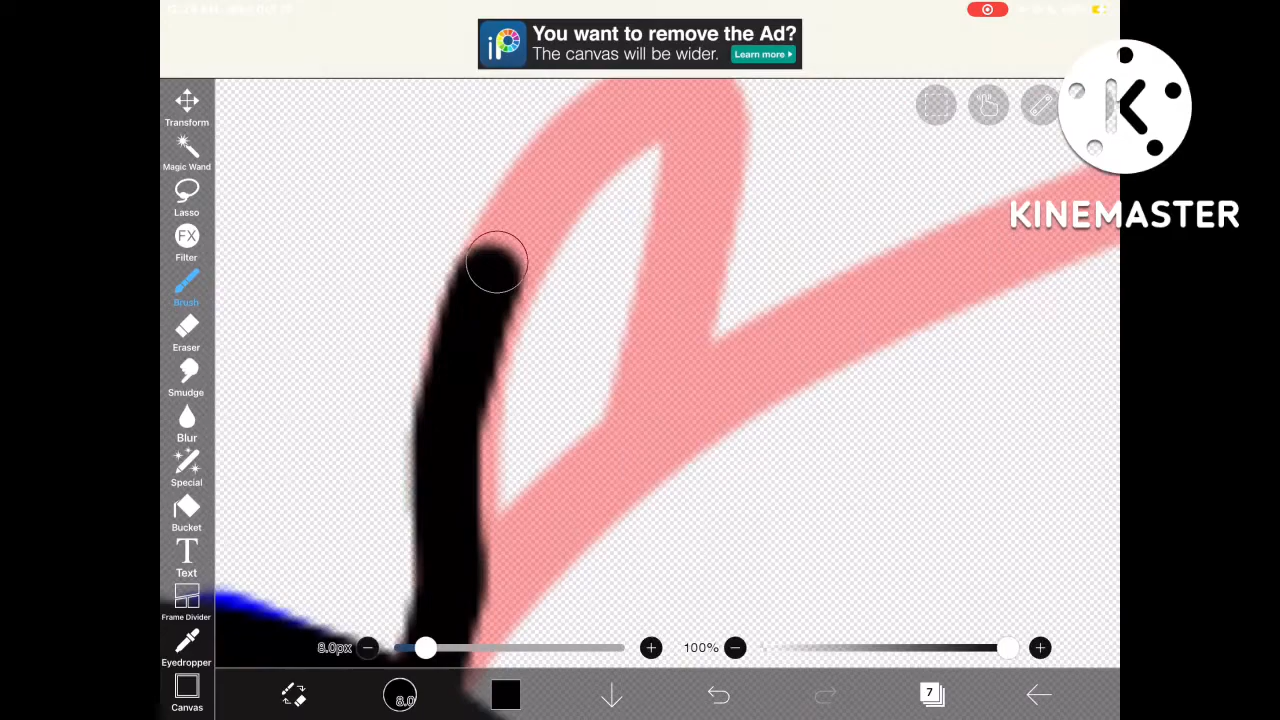 You want to remove the Ad?
The canvas will be wider. Learn more
iP
K
KINEMASTER
Transform
Magic Wand
Lasso
FX
Filter
Brush
Eraser
Smudge
Blur
Special
Bucket
T
Text
Frame Divider
Eyedropper
Canvas
8.0px
100%
8.0
7